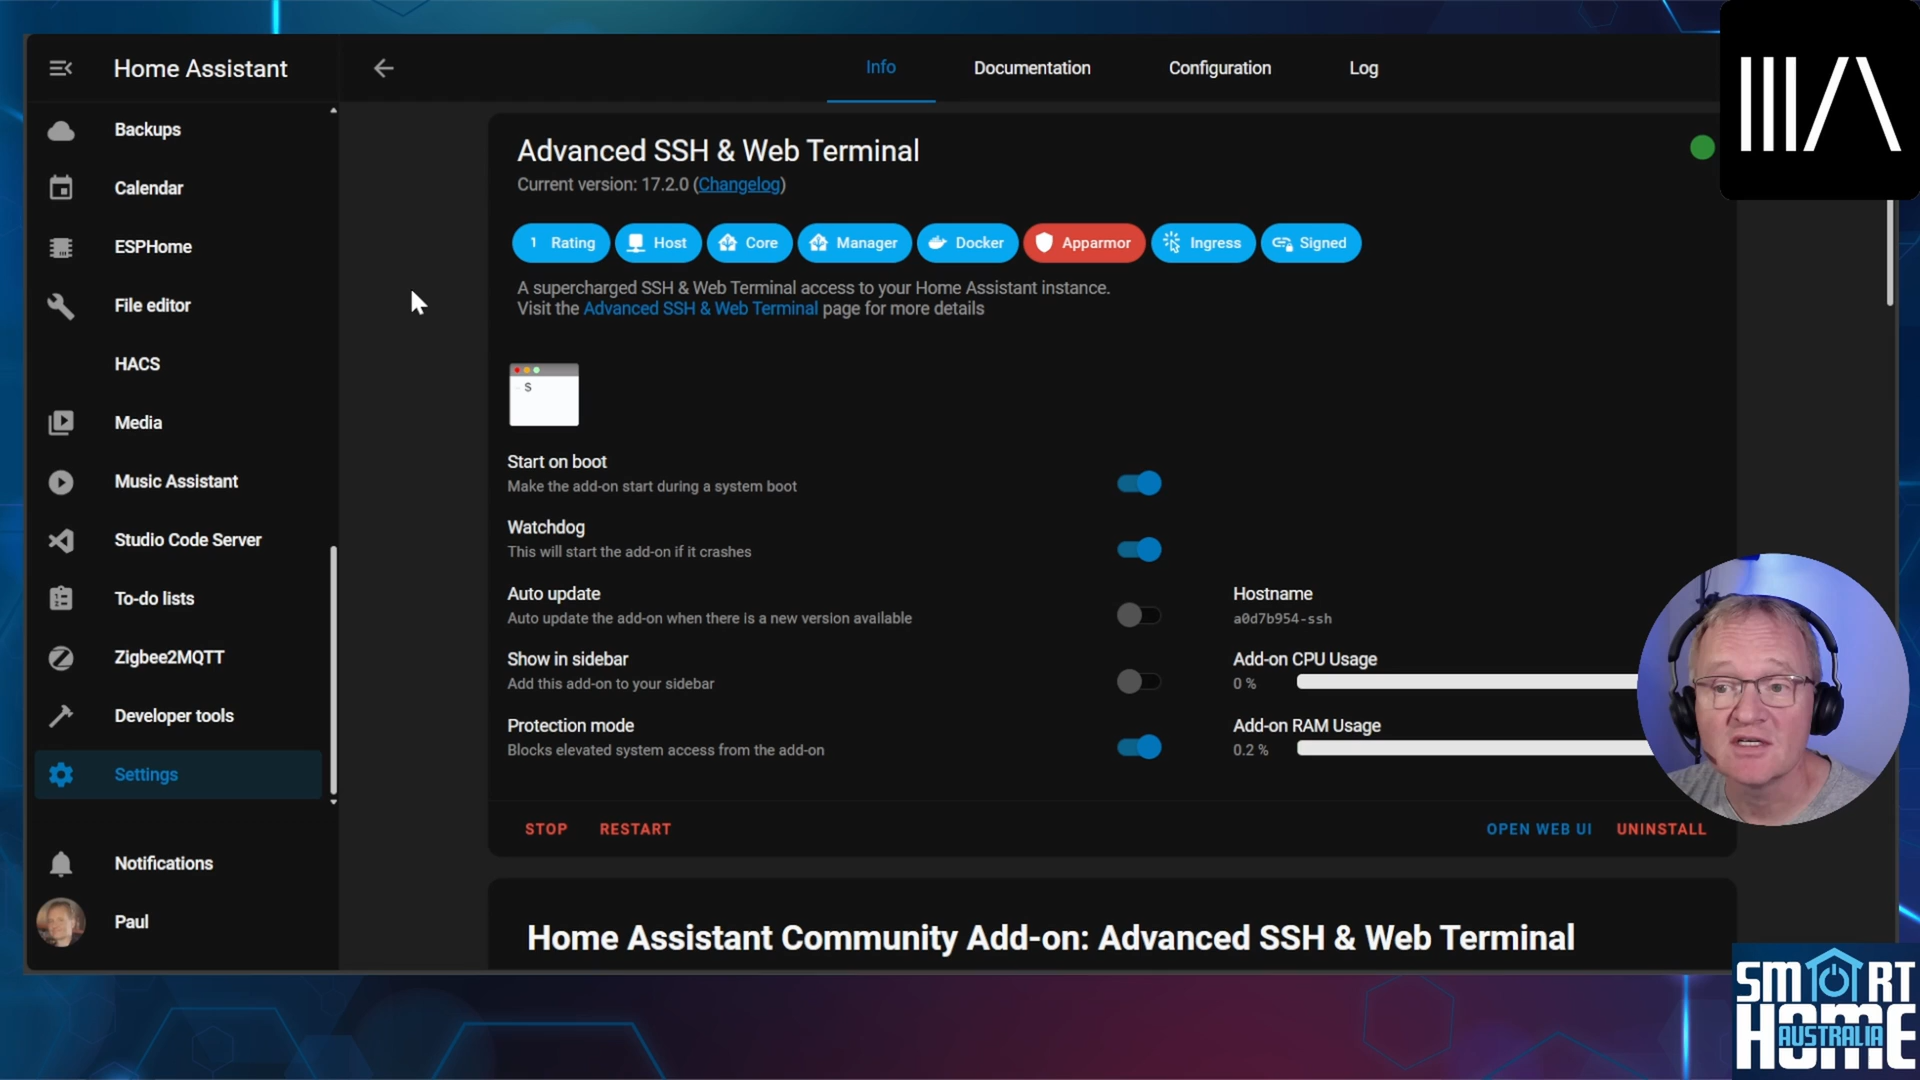 Home Assistant
Info
Documentation
Configuration
Log
Backups
Calendar
ESPHome
File editor
HACS
Media
Music Assistant
Studio Code Server
To-do lists
Zigbee2MQTT
Developer tools
Settings
Notifications
Paul
Advanced SSH & Web Terminal
Current version: 17.2.0 (Changelog)
1 Rating
Host
Core
Manager
Docker
Apparmor
Ingress
Signed
A supercharged SSH & Web Terminal access to your Home Assistant instance.
Visit the Advanced SSH & Web Terminal page for more details
$
Start on boot
Make the add-on start during a system boot
Watchdog
This will start the add-on if it crashes
Auto update
Auto update the add-on when there is a new version available
Show in sidebar
Add this add-on to your sidebar
Protection mode
Blocks elevated system access from the add-on
Hostname
a0d7b954-ssh
Add-on CPU Usage
0 %
Add-on RAM Usage
0.2 %
STOP
RESTART
OPEN WEB UI
UNINSTALL
Home Assistant Community Add-on: Advanced SSH & Web Terminal
SMART
HOME
AUSTRALIA